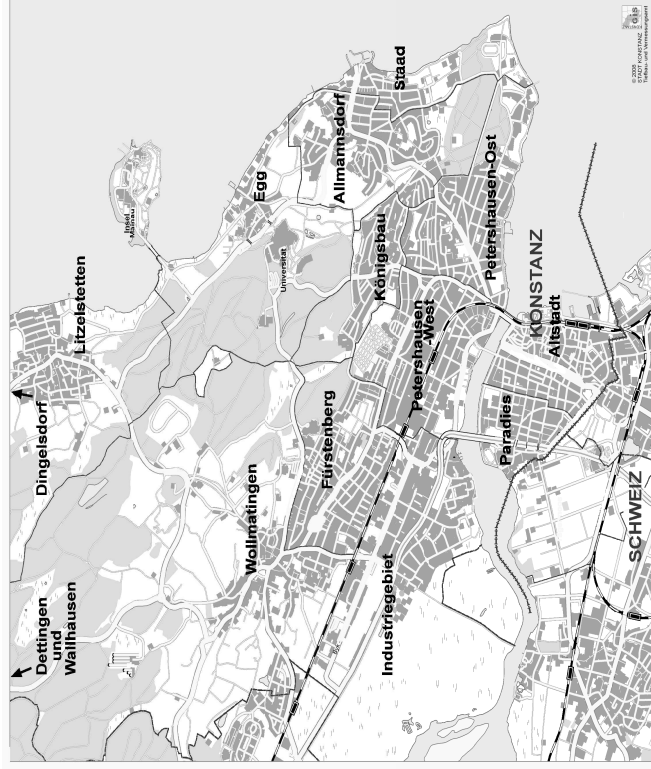 Dettingen
und
Wallhausen
Dingelsdorf
Litzelstetten
Insel
Mainau
Egg
Staad
Allmannsdorf
Universität
Königsbau
Wollmatingen
Fürstenberg
Petershausen
-West
Petershausen-Ost
Industriegebiet
KONSTANZ
Altstadt
Paradies
SCHWEIZ
GIS
© 2008
STADT KONSTANZ
Tiefbau- und Vermessungsamt